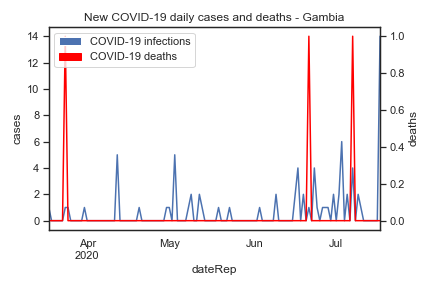 New COVID-19 daily cases and deaths - Gambia
COVID-19 infections
COVID-19 deaths
14
12
10
8
6
4
2
0
cases
1.0
0.8
0.6
0.4
0.2
0.0
deaths
Apr
2020
May
Jun
Jul
dateRep